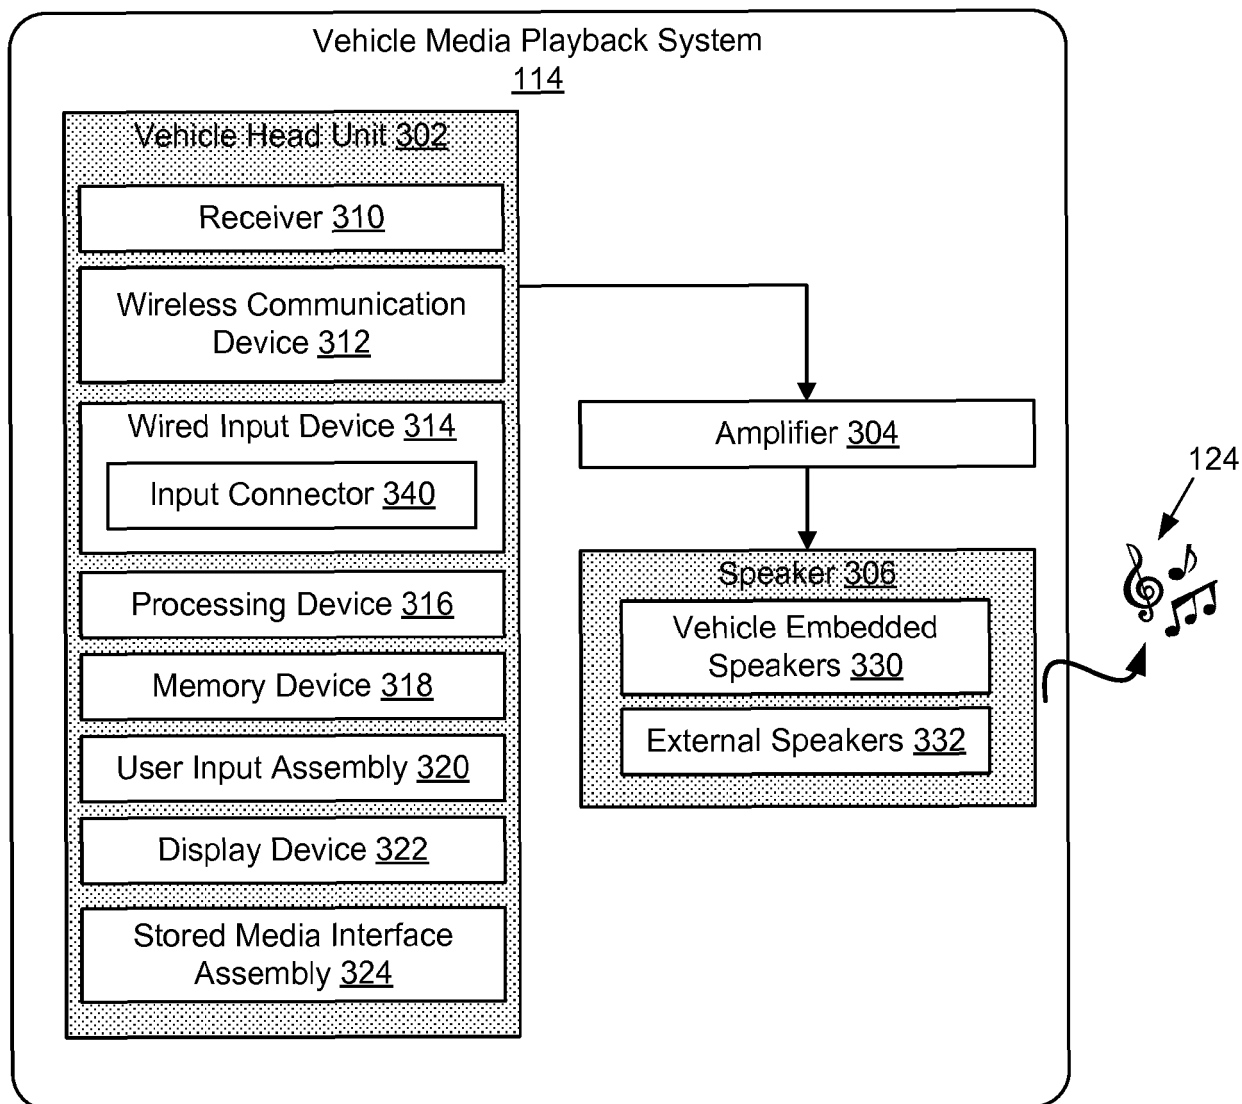 Vehicle Media Playback System
114
Vehicle Head Unit 302
Receiver 310
Wireless Communication
Device 312
Wired Input Device 314
Input Connector 340
Processing Device 316
Memory Device 318
User Input Assembly 320
Display Device 322
Stored Media Interface
Assembly 324
Amplifier 304
Speaker 306
Vehicle Embedded
Speakers 330
External Speakers 332
124